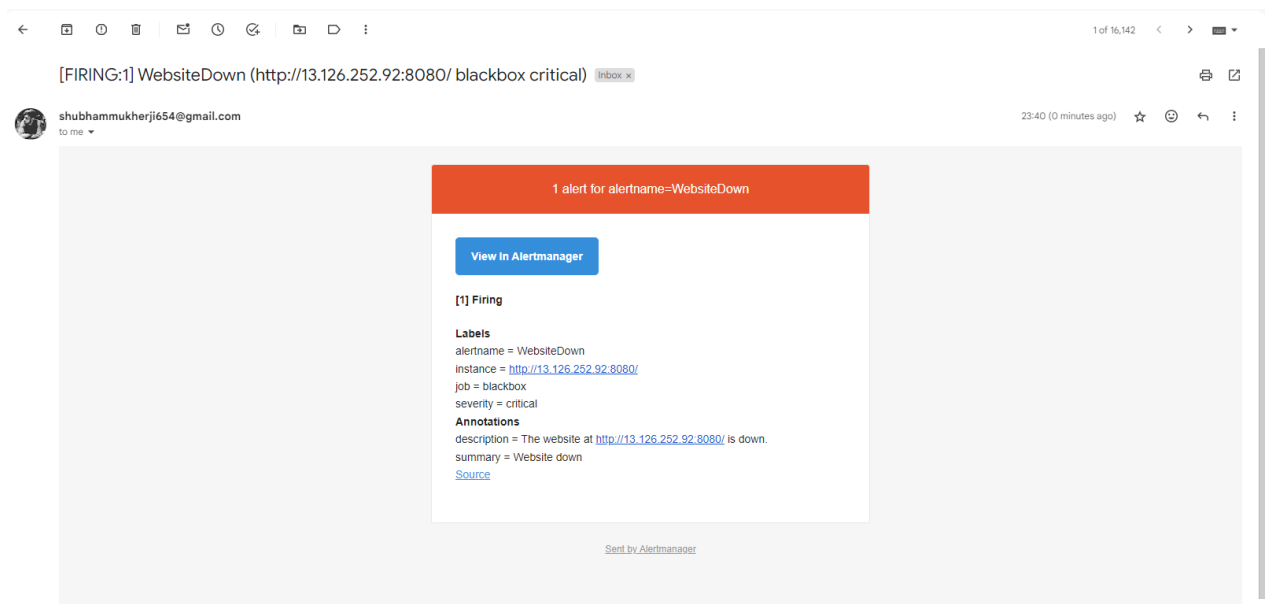 1 of 16,142
[FIRING:1] WebsiteDown (http://13.126.252.92:8080/ blackbox critical) Inbox ×
shubhammukherji654@gmail.com 23:40 (0 minutes ago)
to me
1 alert for alertname=WebsiteDown
View in Alertmanager
[1] Firing
Labels
alertname = WebsiteDown
instance = http://13.126.252.92:8080/
job = blackbox
severity = critical
Annotations
description = The website at http://13.126.252.92:8080/ is down.
summary = Website down
Source
Sent by Alertmanager